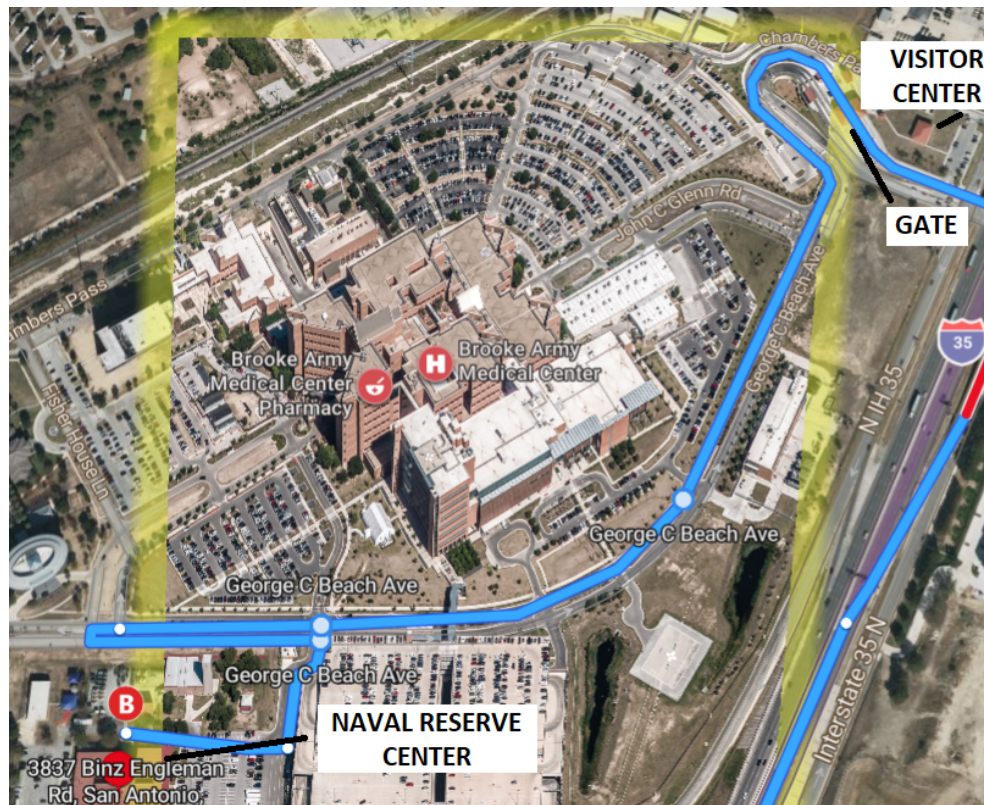 Chambers Pa
VISITOR
CENTER
GATE
John C Glenn Rd
George C Beach Ave
N IH 35
35
Brooke Army
Medical Center
Pharmacy
H
Brooke Army
Medical Center
ambers Pass
Fisher House Ln
George C Beach Ave
George C Beach Ave
George C Beach Ave
Interstate 35 N
B
NAVAL RESERVE
CENTER
3837 Binz Engleman
Rd, San Antonio